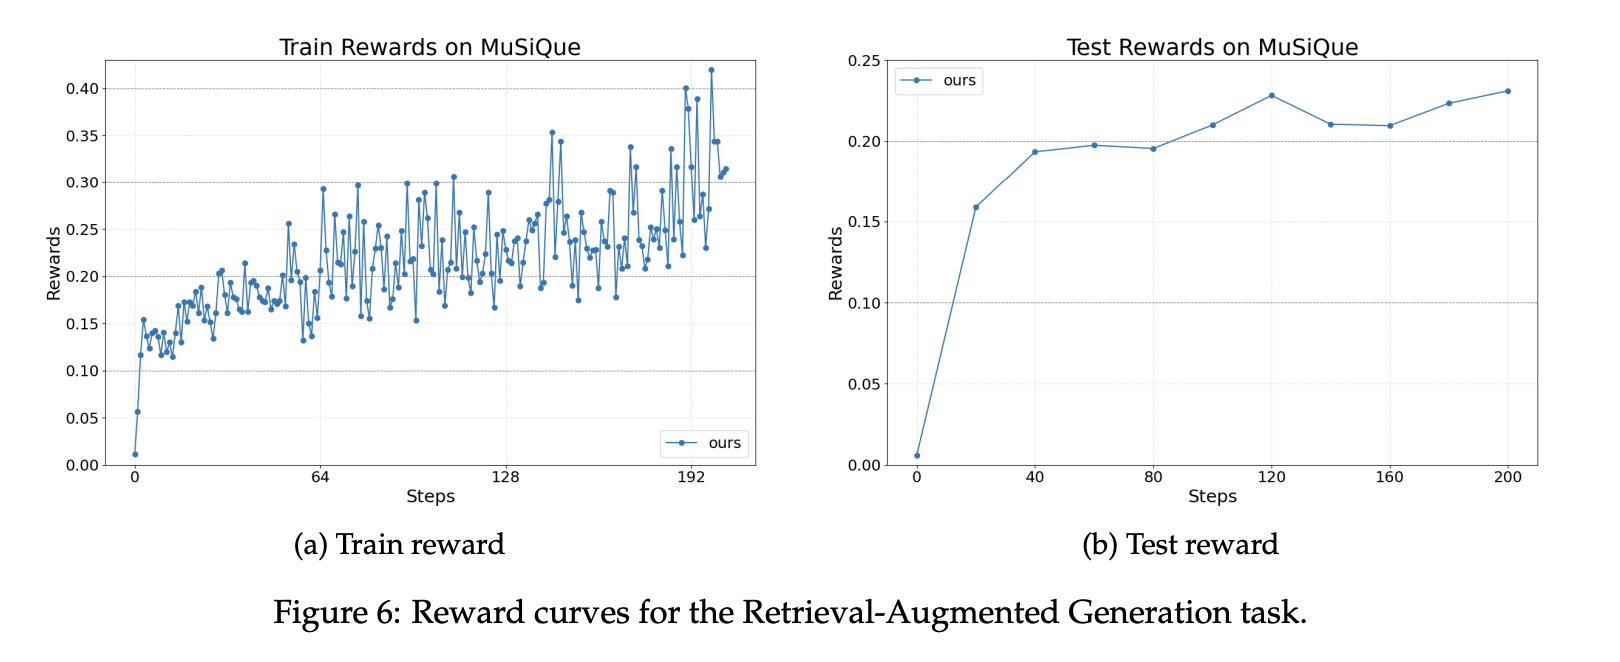 Train Rewards on MuSiQue
0.40
0.35
0.30
0.25
0.20
0.15
0.10
0.05
0.00
Rewards
0 64 128 192
Steps
ours
(a) Train reward
Test Rewards on MuSiQue
0.25
0.20
0.15
0.10
0.05
0.00
Rewards
0 40 80 120 160 200
Steps
ours
(b) Test reward
Figure 6: Reward curves for the Retrieval-Augmented Generation task.